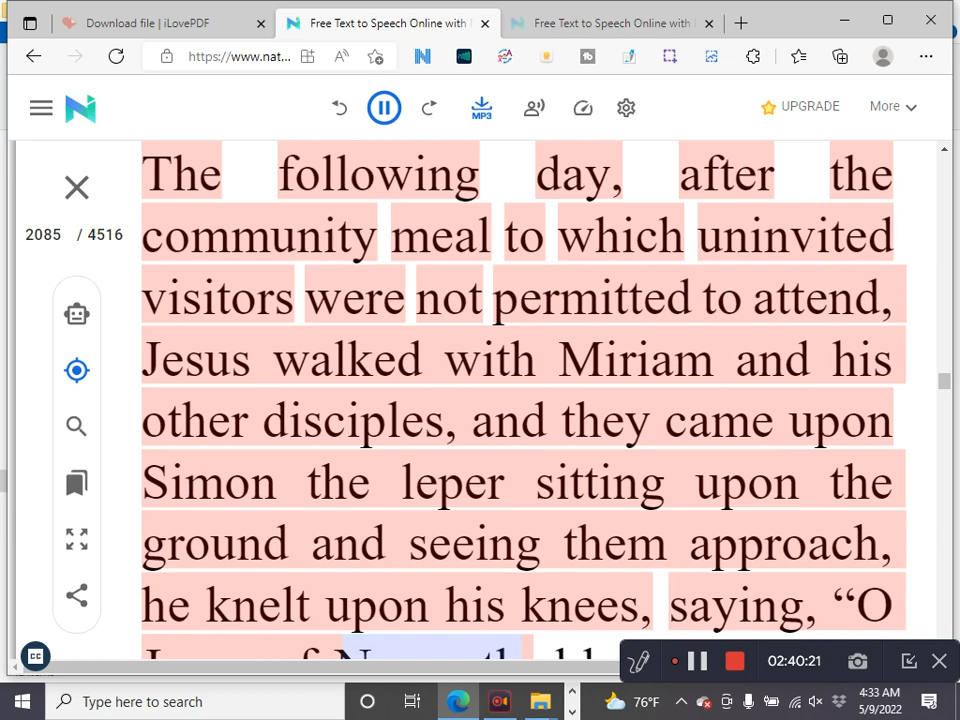 Download file | iLovePDF
Free Text to Speech Online with
Free Text to Speech Online with
https://www.nat...
MP3
UPGRADE
More
2085 / 4516
The following day, after the
community meal to which uninvited
visitors were not permitted to attend,
Jesus walked with Miriam and his
other disciples, and they came upon
Simon the leper sitting upon the
ground and seeing them approach,
he knelt upon his knees, saying, “O
CC
02:40:21
Type here to search
76°F
4:33 AM
5/9/2022